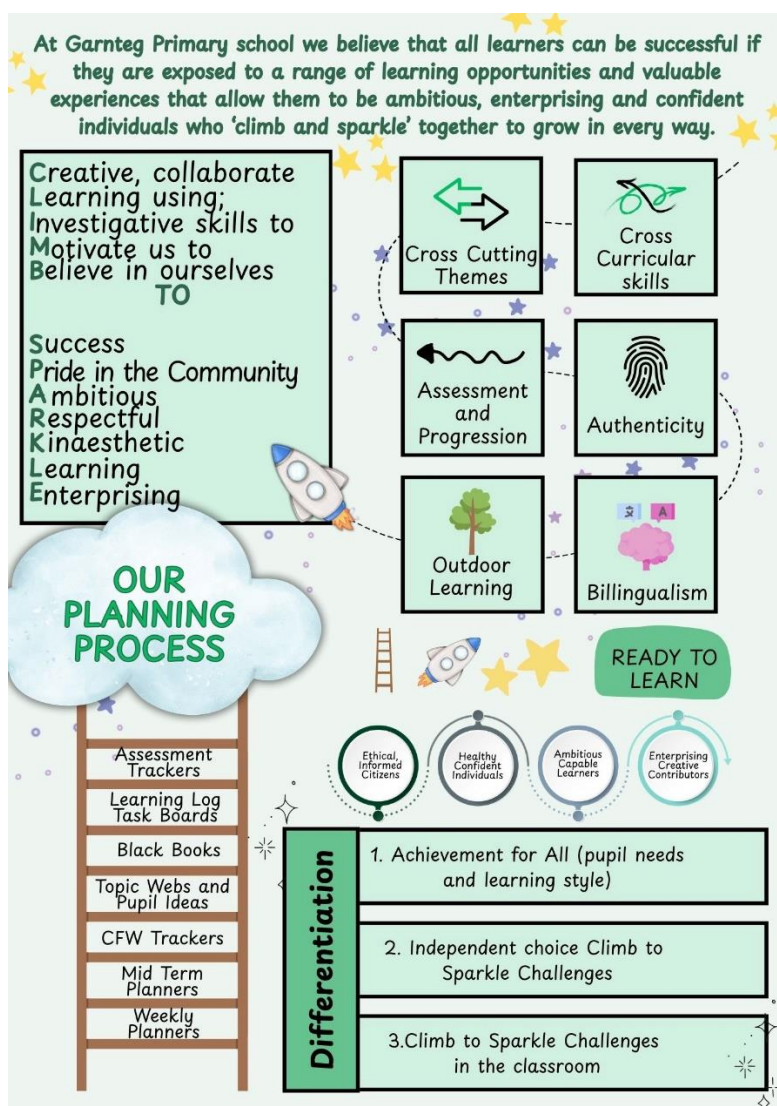 At Garnteg Primary school we believe that all learners can be successful if
they are exposed to a range of learning opportunities and valuable
experiences that allow them to be ambitious, enterprising and confident
individuals who ‘climb and sparkle’ together to grow in every way.
Creative, collaborate
Learning using;
Investigative skills to
Motivate us to
Believe in ourselves
TO
Success
Pride in the Community
Ambitious
Respectful
Kinaesthetic
Learning
Enterprising
Cross Cutting
Themes
Cross
Curricular
skills
Assessment
and
Progression
Authenticity
Outdoor
Learning
A
Billingualism
OUR
PLANNING
PROCESS
READY TO
LEARN
Assessment
Trackers
Learning Log
Task Boards
Black Books
Topic Webs and
Pupil Ideas
CFW Trackers
Mid Term
Planners
Weekly
Planners
Ethical,
Informed
Citizens
Healthy
Confident
Individuals
Ambitious
Capable
Learners
Enterprising
Creative
Contributors
Differentiation
1. Achievement for All (pupil needs
and learning style)
2. Independent choice Climb to
Sparkle Challenges
3.Climb to Sparkle Challenges
in the classroom